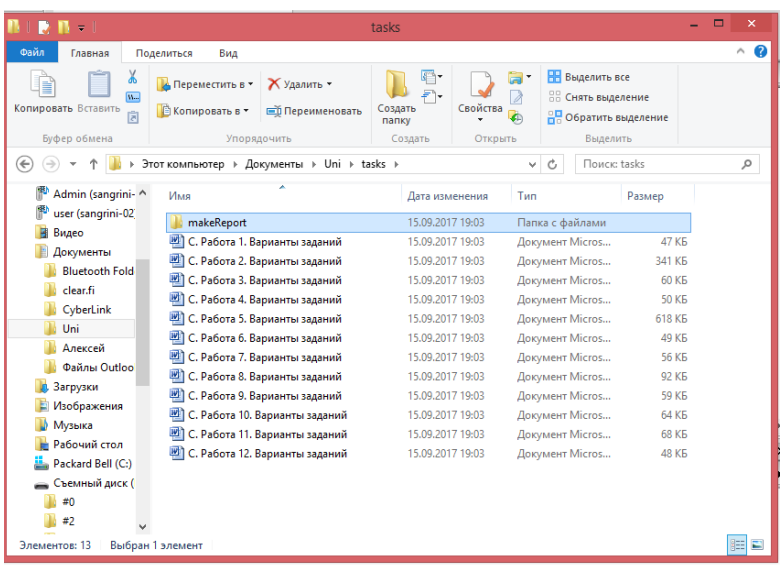 tasks
Файл Главная Поделиться Вид
Копировать Вставить
Переместить в Удалить
Копировать в Переименовать
Создать папку
Свойства
Выделить все
Снять выделение
Обратить выделение
Буфер обмена Упорядочить Создать Открыть Выделить
Этот компьютер Документы Uni tasks Поиск: tasks
Имя Дата изменения Тип Размер
Admin (sangrini-
user (sangrini-02
Видео
Документы
Bluetooth Fold
clear.fi
CyberLink
Uni
Алексей
Файлы Outloo
Загрузки
Изображения
Музыка
Рабочий стол
Packard Bell (C:)
Съемный диск (
#0
#2
makeReport 15.09.2017 19:03 Папка с файлами
С. Работа 1. Варианты заданий 15.09.2017 19:03 Документ Micros... 47 КБ
С. Работа 2. Варианты заданий 15.09.2017 19:03 Документ Micros... 341 КБ
С. Работа 3. Варианты заданий 15.09.2017 19:03 Документ Micros... 60 КБ
С. Работа 4. Варианты заданий 15.09.2017 19:03 Документ Micros... 50 КБ
С. Работа 5. Варианты заданий 15.09.2017 19:03 Документ Micros... 618 КБ
С. Работа 6. Варианты заданий 15.09.2017 19:03 Документ Micros... 49 КБ
С. Работа 7. Варианты заданий 15.09.2017 19:03 Документ Micros... 56 КБ
С. Работа 8. Варианты заданий 15.09.2017 19:03 Документ Micros... 92 КБ
С. Работа 9. Варианты заданий 15.09.2017 19:03 Документ Micros... 59 КБ
С. Работа 10. Варианты заданий 15.09.2017 19:03 Документ Micros... 64 КБ
С. Работа 11. Варианты заданий 15.09.2017 19:03 Документ Micros... 68 КБ
С. Работа 12. Варианты заданий 15.09.2017 19:03 Документ Micros... 48 КБ
Элементов: 13 Выбран 1 элемент